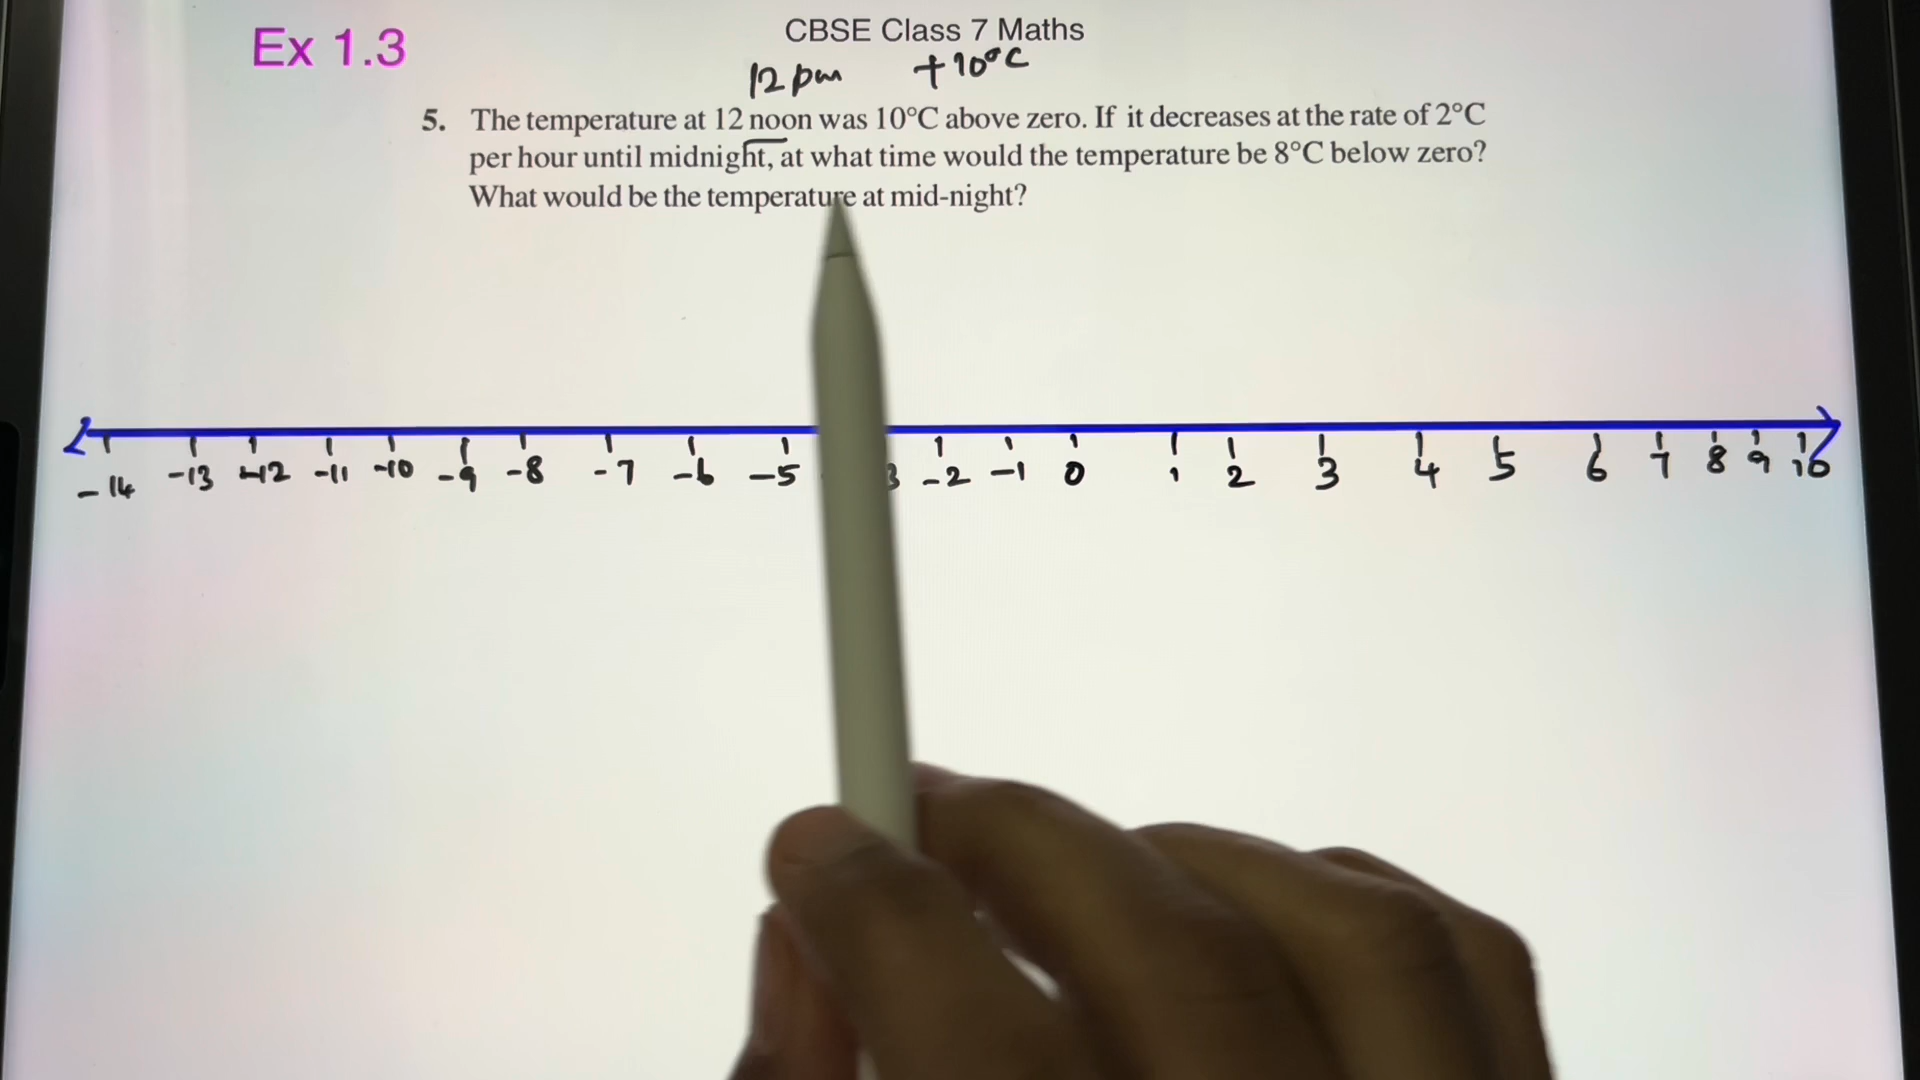 CBSE Class 7 Maths
Ex 1.3
12 pm +10°C
5. The temperature at 12 noon was 10°C above zero. If it decreases at the rate of 2°C
per hour until midnight, at what time would the temperature be 8°C below zero?
What would be the temperature at mid-night?
-14 -13 -12 -11 -10 -9 -8 -7 -6 -5 3 -2 -1 0 1 2 3 4 5 6 7 8 9 10